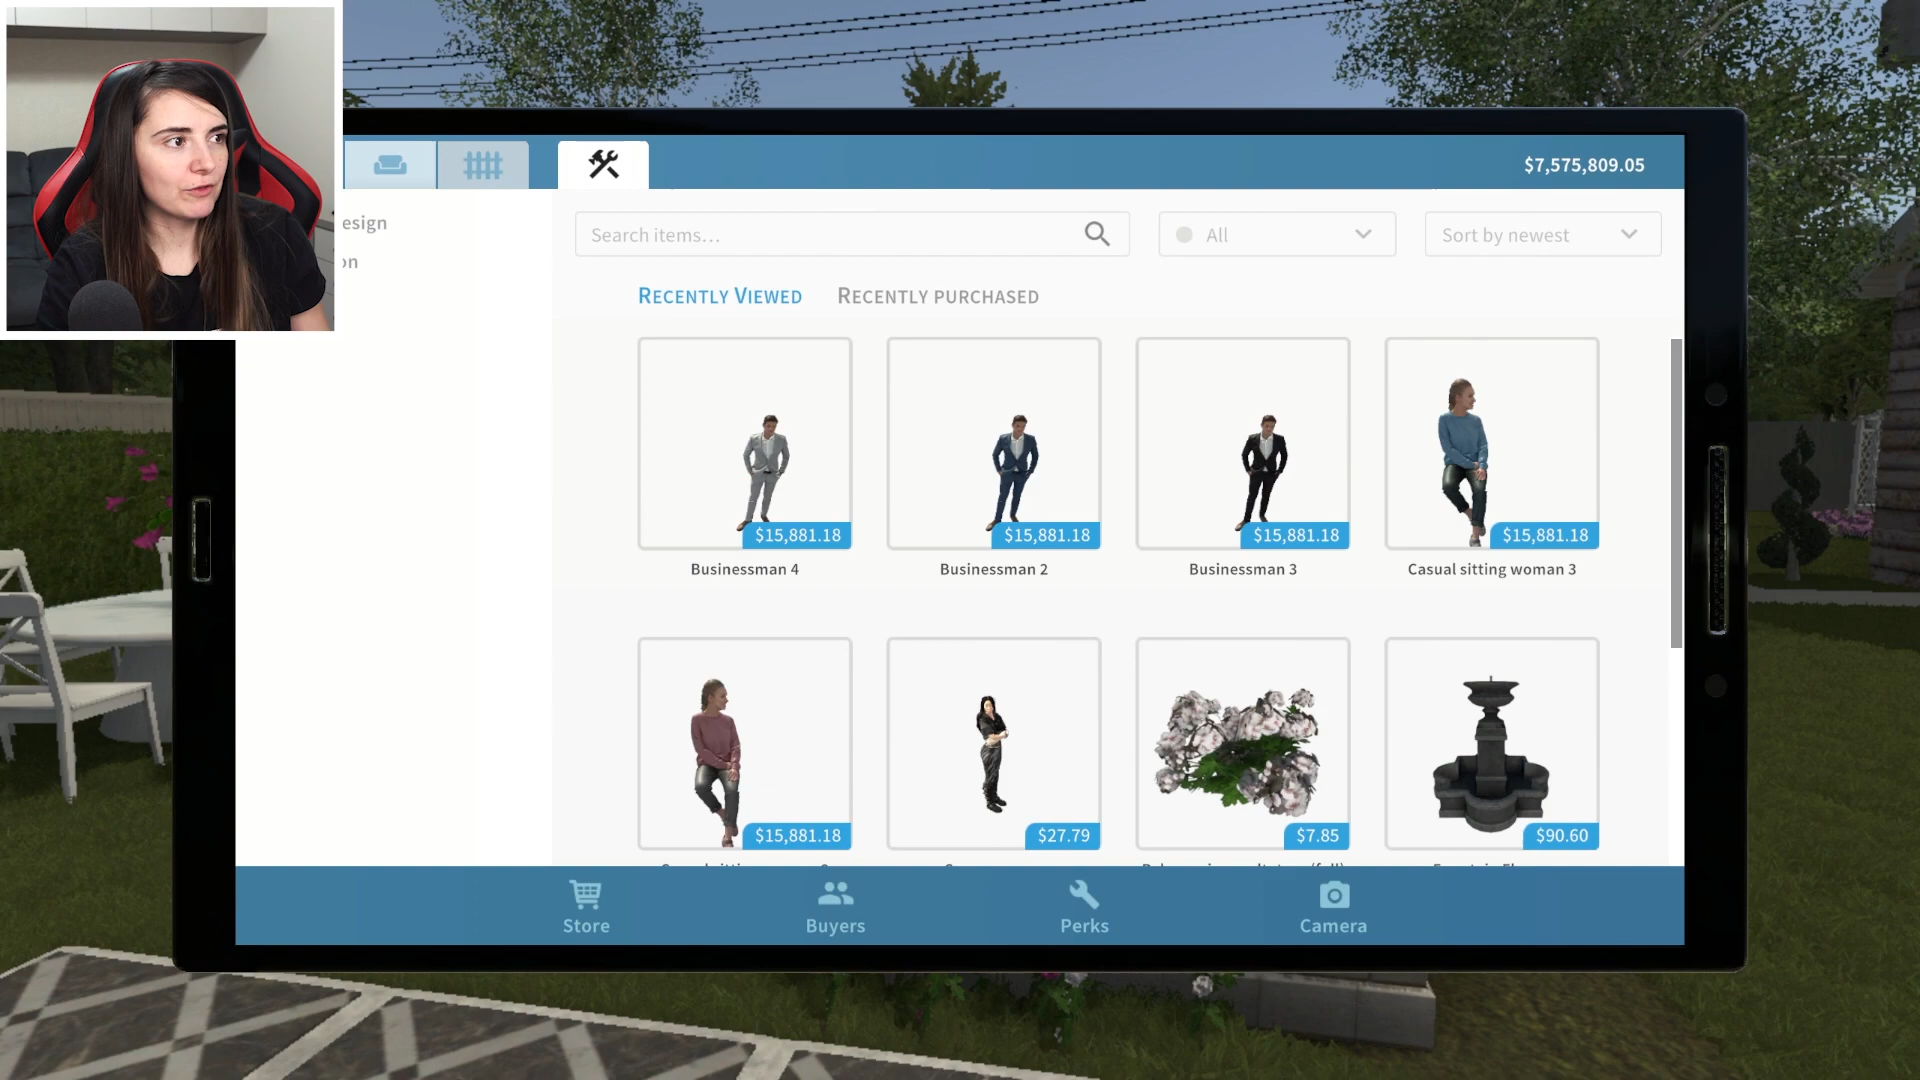 $7,575,809.05
esign
on
Search items...
All
Sort by newest
RECENTLY VIEWED
RECENTLY PURCHASED
$15,881.18
$15,881.18
$15,881.18
$15,881.18
Businessman 4
Businessman 2
Businessman 3
Casual sitting woman 3
$15,881.18
$27.79
$7.85
$90.60
Store
Buyers
Perks
Camera